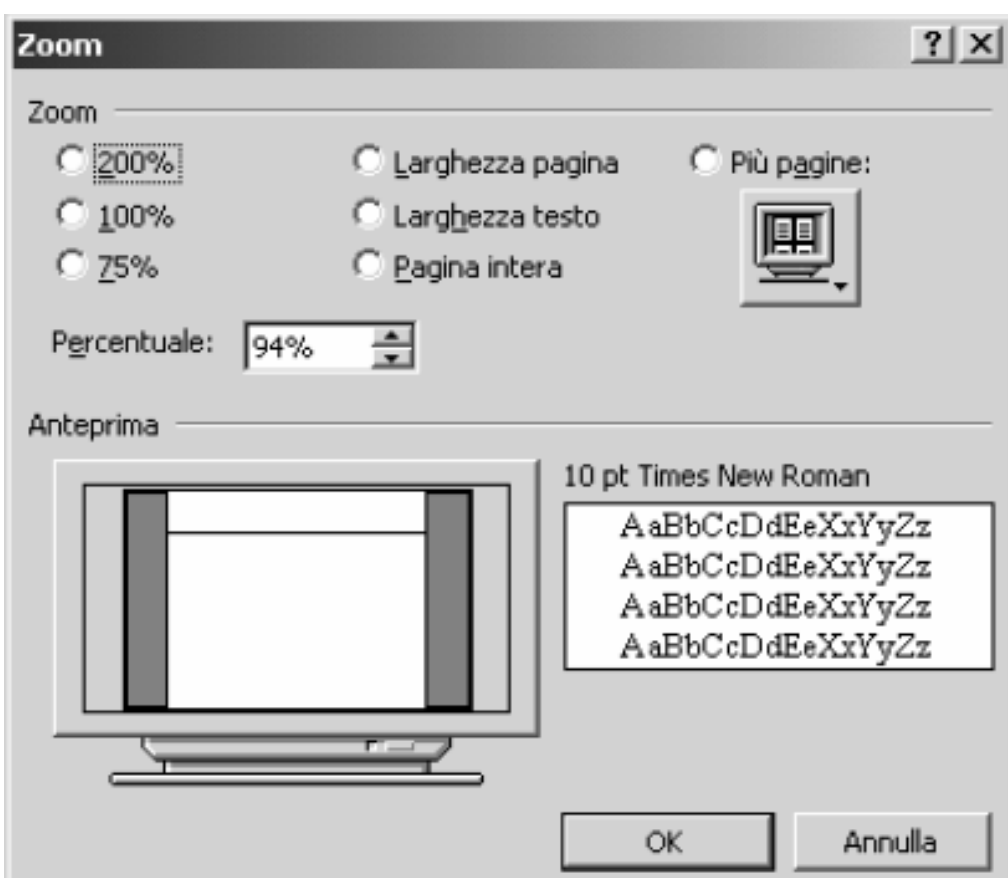 Zoom
Zoom
200% Larghezza pagina Più pagine:
100% Larghezza testo
75% Pagina intera
Percentuale: 94%
Anteprima
10 pt Times New Roman
AaBbCcDdEeXxYyZz
AaBbCcDdEeXxYyZz
AaBbCcDdEeXxYyZz
AaBbCcDdEeXxYyZz
OK Annulla